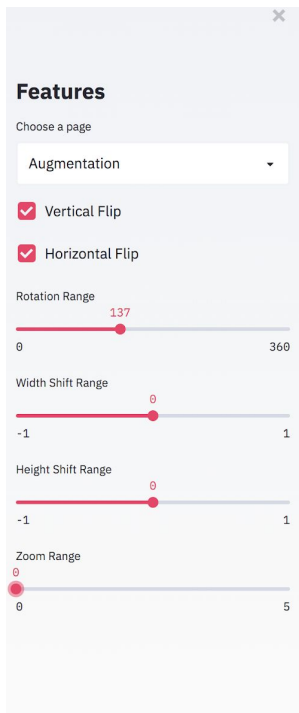 Features
Choose a page
Augmentation
Vertical Flip
Horizontal Flip
Rotation Range
137
0 360
Width Shift Range
0
-1 1
Height Shift Range
0
-1 1
Zoom Range
0
0 5